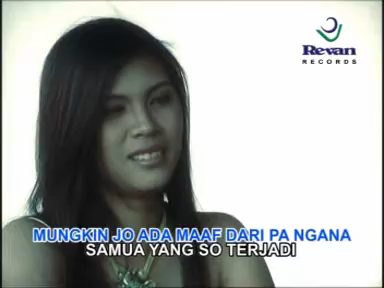 Revan
RECORDS
MUNGKIN JO ADA MAAF DARI PA NGANA
SAMUA YANG SO TERJADI